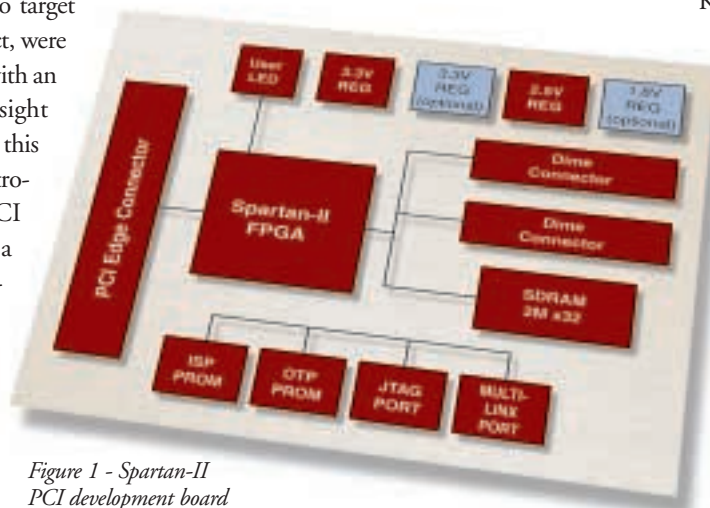 o target
ct, were
with an
sight
this
tro-
CI
a
User
LED
3.3V
REG
3.3V
REG
(optional)
2.5V
REG
1.8V
REG
(optional)
PCI Edge Connector
Spartan-II
FPGA
Dime
Connector
Dime
Connector
SDRAM
2M x32
ISP
PROM
OTP
PROM
JTAG
PORT
MULTI-
LINX
PORT
Figure 1 - Spartan-II
PCI development board